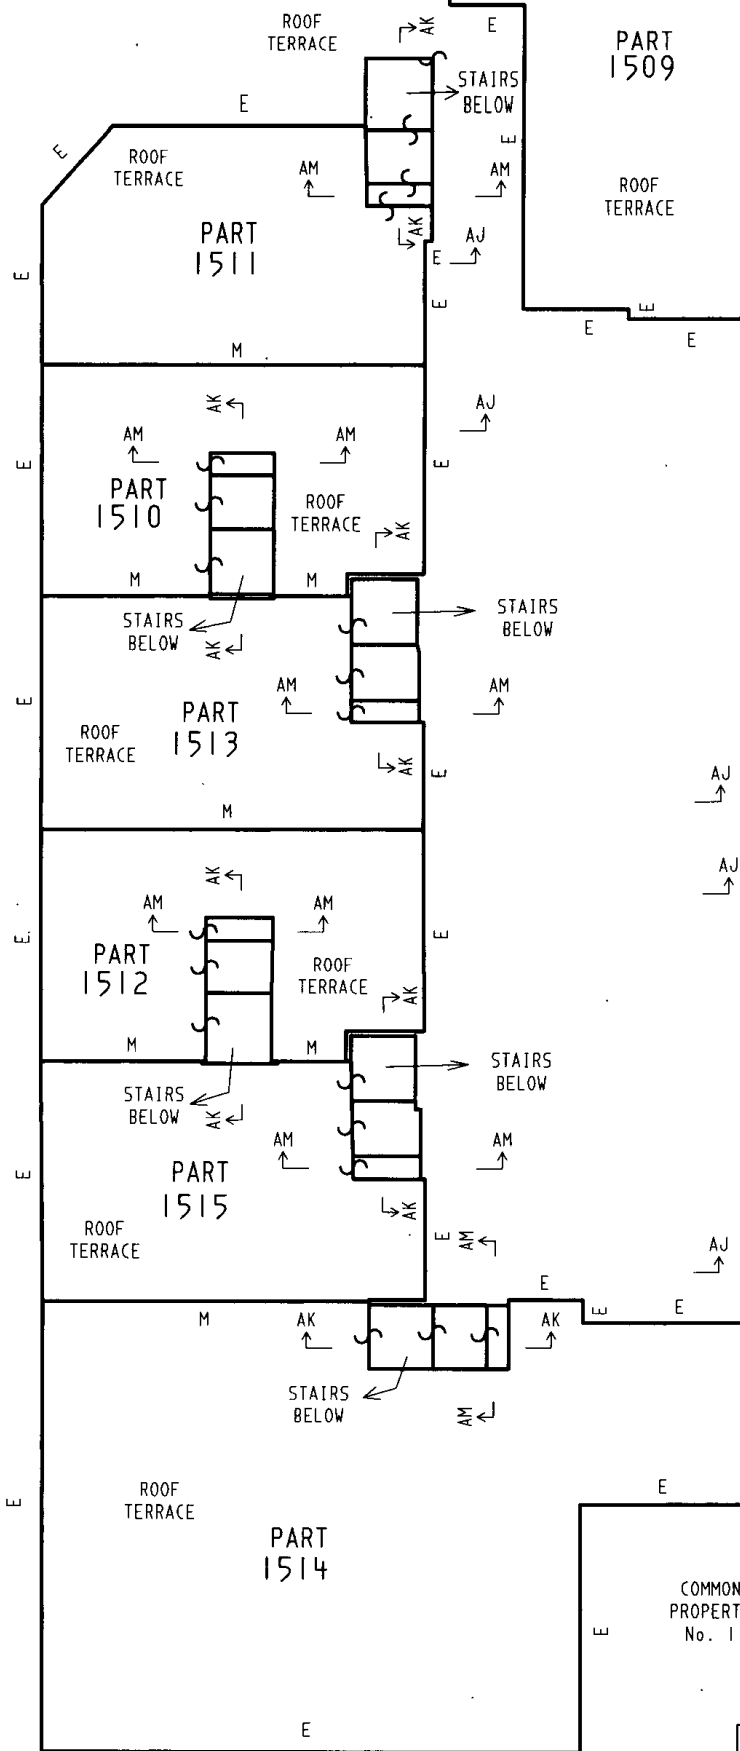 ROOF
TERRACE
AK
E
PART
1509
STAIRS
BELOW
E
E
E
ROOF
TERRACE
AM
AM
ROOF
TERRACE
PART
1511
AK
E
AJ
E
E
E
E
E
E
M
AK
AJ
AM
AM
E
E
PART
1510
ROOF
TERRACE
AK
M
M
STAIRS
BELOW
STAIRS
BELOW
AK
AM
AM
E
PART
1513
ROOF
TERRACE
AK
E
AJ
M
AK
AJ
AM
AM
E
E
PART
1512
ROOF
TERRACE
AK
M
M
STAIRS
BELOW
STAIRS
BELOW
AK
AM
AM
E
PART
1515
ROOF
TERRACE
AK
E
AM
AJ
E
E
E
M
AK
AK
STAIRS
BELOW
AM
ROOF
TERRACE
E
E
PART
1514
COMMON
PROPERT
No. 1
E
E